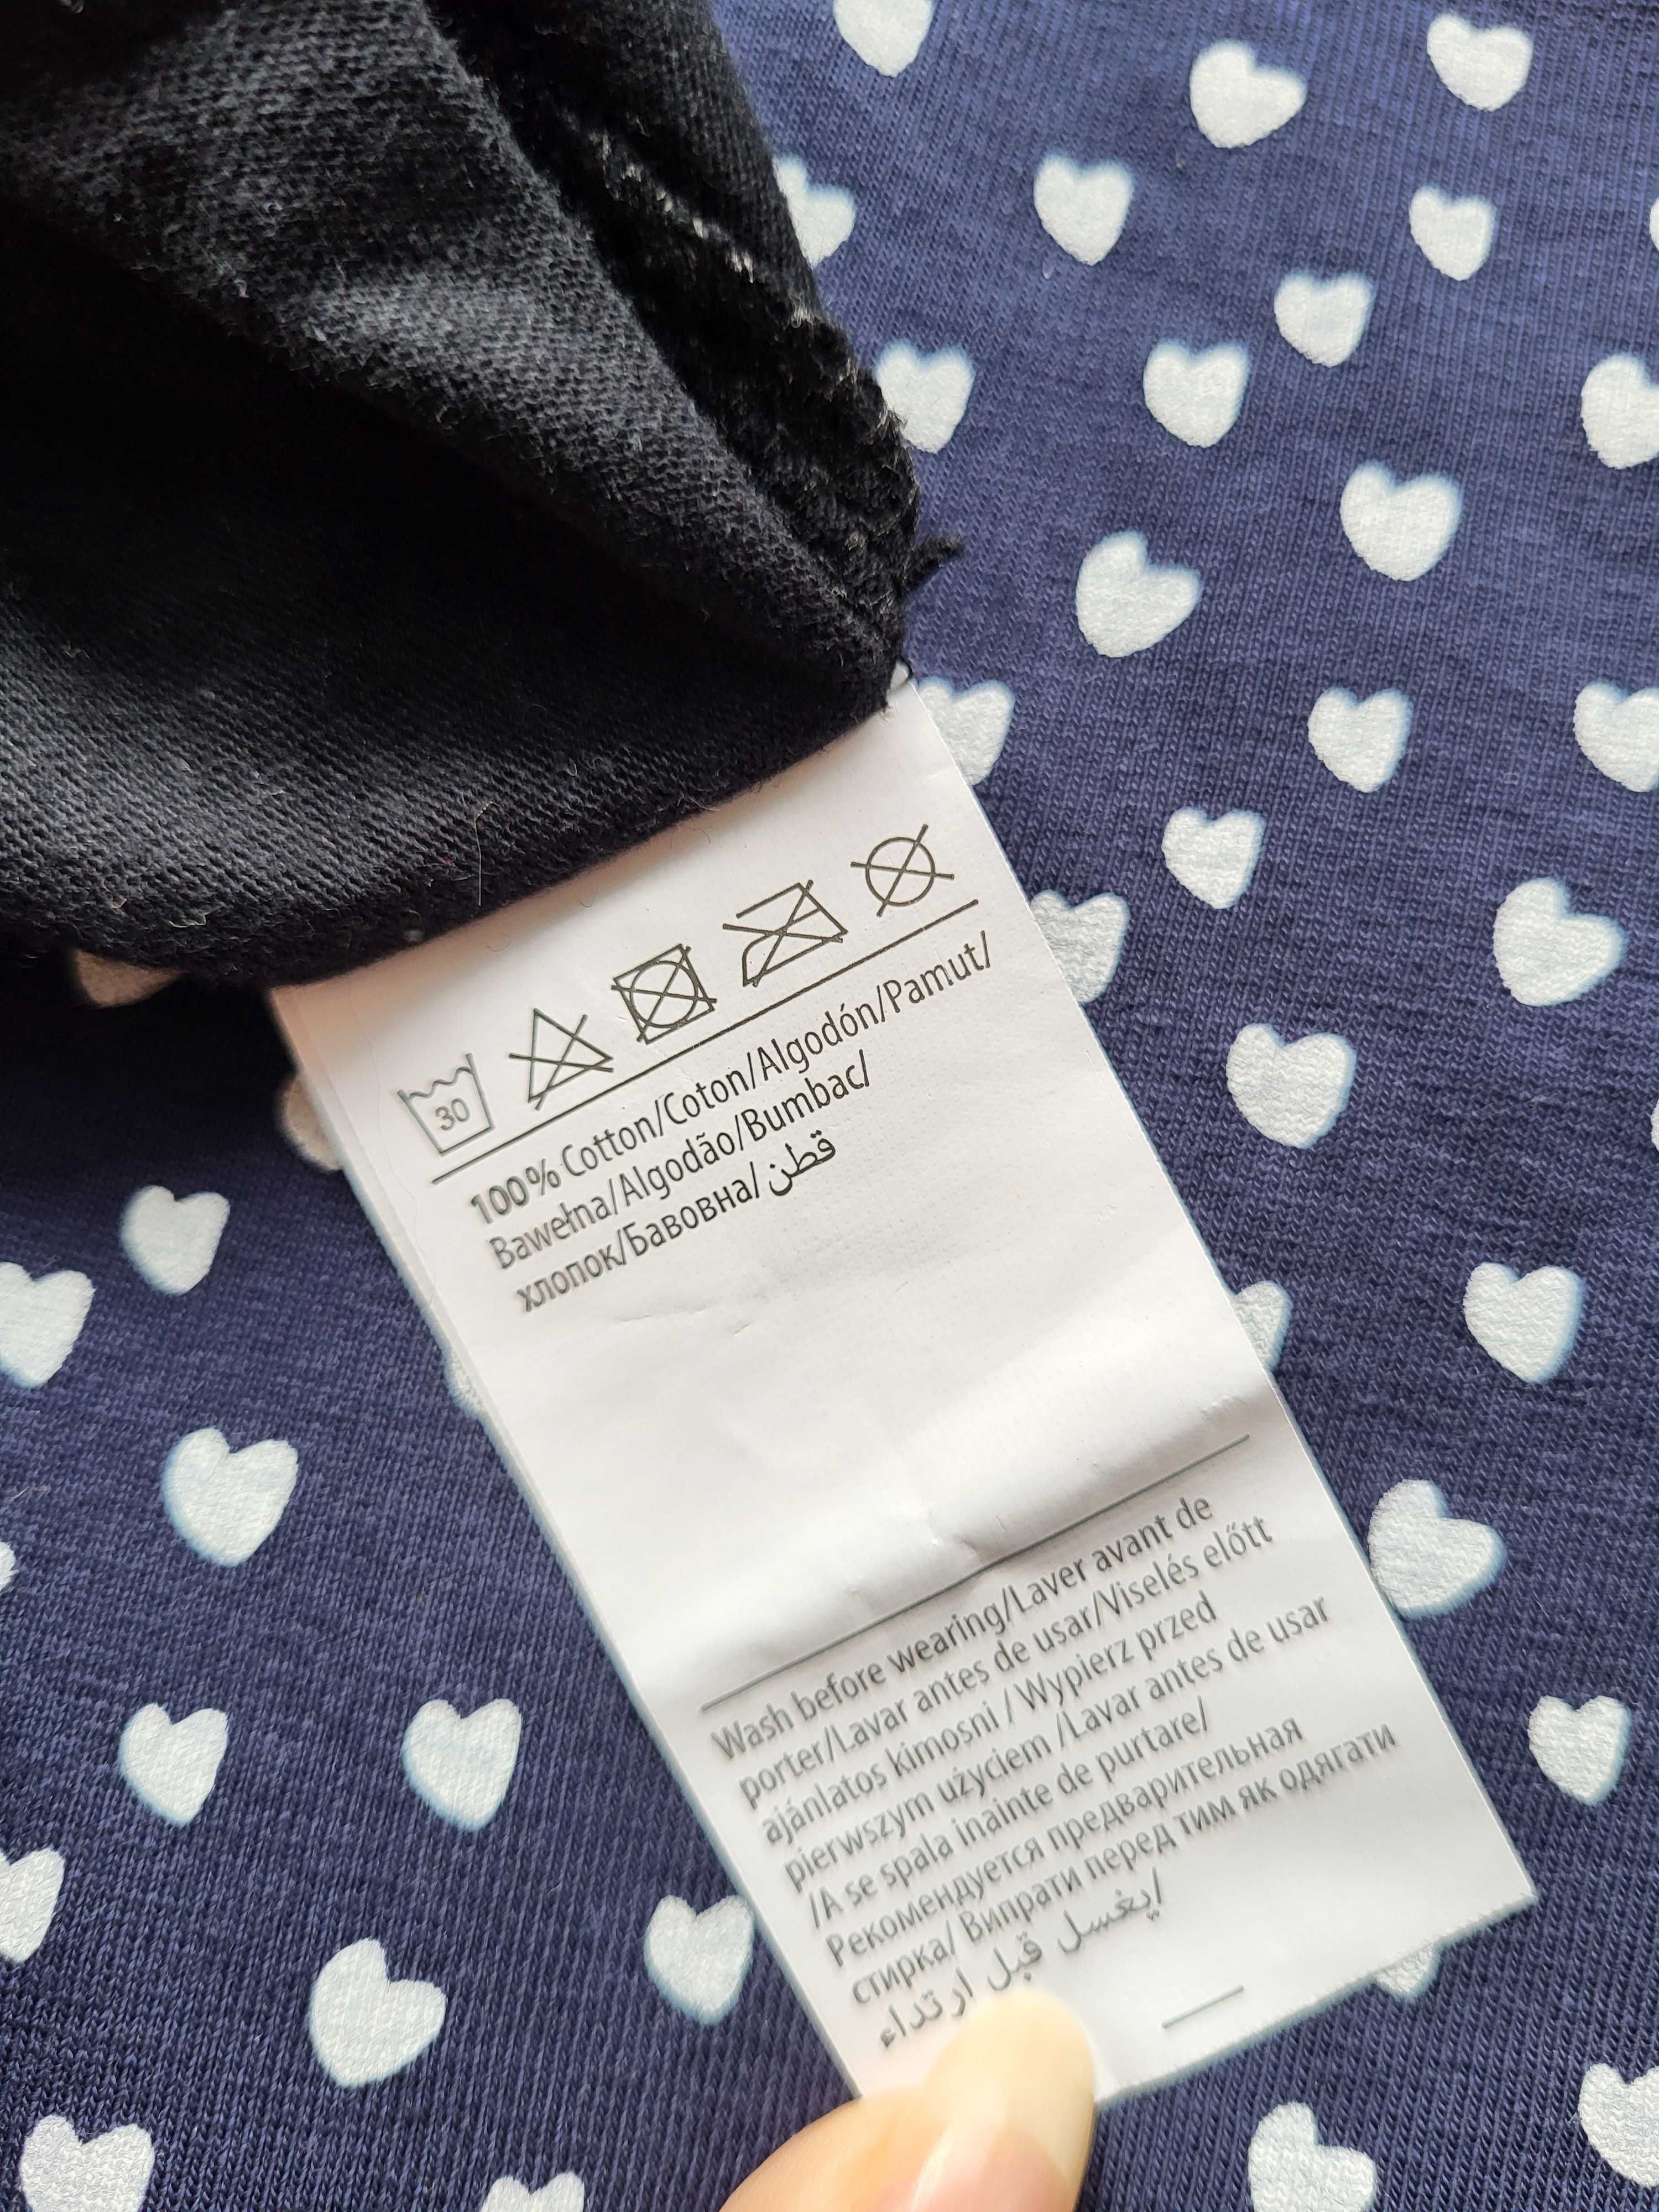 30
100% Cotton/Coton/Algodón/Pamut/
Bawełna/Algodão/Bumbac/
хлопок/Бавовна/قطن
Wash before wearing/Laver avant de
porter/Lavar antes de usar/Viselés előtt
ajánlatos kimosni / Wypierz przed
pierwszym użyciem /Lavar antes de usar
/A se spala inainte de purtare/
Рекомендуется предварительная
стирка/ Випрати перед тим як одягати
/يغسل قبل ارتداء